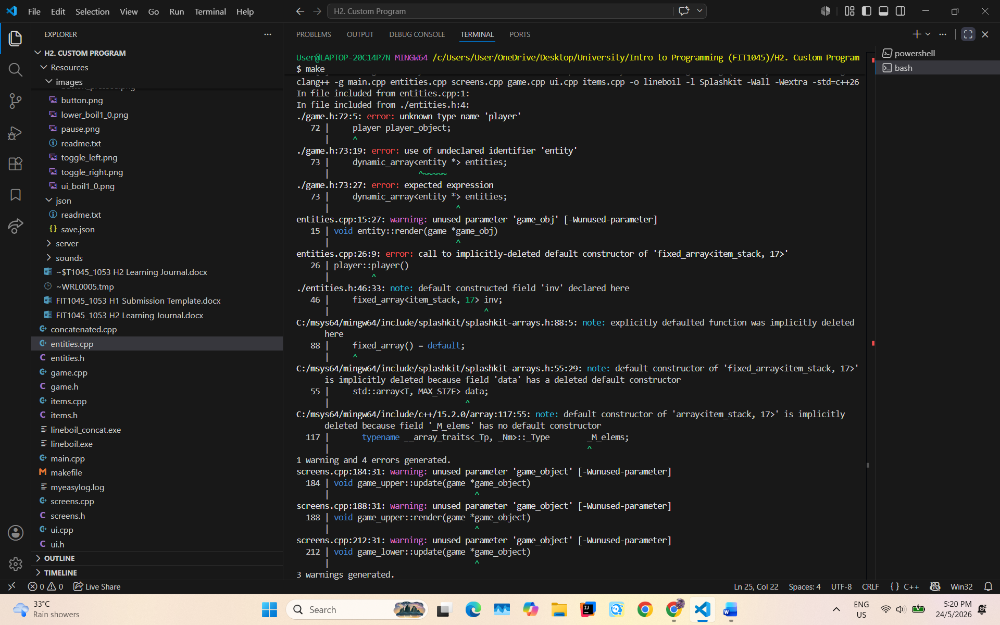 File Edit Selection View Go Run Terminal Help
H2. Custom Program
EXPLORER
H2. CUSTOM PROGRAM
Resources
images
button.png
lower_boil1_0.png
pause.png
readme.txt
toggle_left.png
toggle_right.png
ui_boil1_0.png
json
readme.txt
save.json
server
sounds
~$T1045_1053 H2 Learning Journal.docx
~WRL0005.tmp
FIT1045_1053 H1 Submission Template.docx
FIT1045_1053 H2 Learning Journal.docx
concatenated.cpp
entities.cpp
entities.h
game.cpp
game.h
items.cpp
items.h
lineboil_concat.exe
lineboil.exe
main.cpp
makefile
myeasylog.log
screens.cpp
screens.h
ui.cpp
ui.h
OUTLINE
TIMELINE
PROBLEMS OUTPUT DEBUG CONSOLE TERMINAL PORTS
powershell
bash
User@LAPTOP-20C14P7N MINGW64 /c/Users/User/OneDrive/Desktop/University/Intro to Programming (FIT1045)/H2. Custom Program
$ make
clang++ -g main.cpp entities.cpp screens.cpp game.cpp ui.cpp items.cpp -o lineboil -l Splashkit -Wall -Wextra -std=c++26
In file included from entities.cpp:1:
In file included from ./entities.h:4:
./game.h:72:5: error: unknown type name 'player'
72 | player player_object;
| ^
./game.h:73:19: error: use of undeclared identifier 'entity'
73 | dynamic_array<entity *> entities;
| ^~~~~~
./game.h:73:27: error: expected expression
73 | dynamic_array<entity *> entities;
| ^
entities.cpp:15:27: warning: unused parameter 'game_obj' [-Wunused-parameter]
15 | void entity::render(game *game_obj)
| ^
entities.cpp:26:9: error: call to implicitly-deleted default constructor of 'fixed_array<item_stack, 17>'
26 | player::player()
| ^
./entities.h:46:33: note: default constructed field 'inv' declared here
46 | fixed_array<item_stack, 17> inv;
| ^
C:/msys64/mingw64/include/splashkit/splashkit-arrays.h:88:5: note: explicitly defaulted function was implicitly deleted
here
88 | fixed_array() = default;
| ^
C:/msys64/mingw64/include/splashkit/splashkit-arrays.h:55:29: note: default constructor of 'fixed_array<item_stack, 17>'
is implicitly deleted because field 'data' has a deleted default constructor
55 | std::array<T, MAX_SIZE> data;
| ^
C:/msys64/mingw64/include/c++/15.2.0/array:117:55: note: default constructor of 'array<item_stack, 17>' is implicitly
deleted because field '_M_elems' has no default constructor
117 | typename __array_traits<_Tp, _Nm>::_Type _M_elems;
| ^
1 warning and 4 errors generated.
screens.cpp:184:31: warning: unused parameter 'game_object' [-Wunused-parameter]
184 | void game_upper::update(game *game_object)
| ^
screens.cpp:188:31: warning: unused parameter 'game_object' [-Wunused-parameter]
188 | void game_upper::render(game *game_object)
| ^
screens.cpp:212:31: warning: unused parameter 'game_object' [-Wunused-parameter]
212 | void game_lower::update(game *game_object)
| ^
3 warnings generated.
0 0 Live Share
Ln 25, Col 22 Spaces: 4 UTF-8 CRLF {} C++ Win32
33°C
Rain showers
Search
ENG
US
5:20 PM
24/5/2026